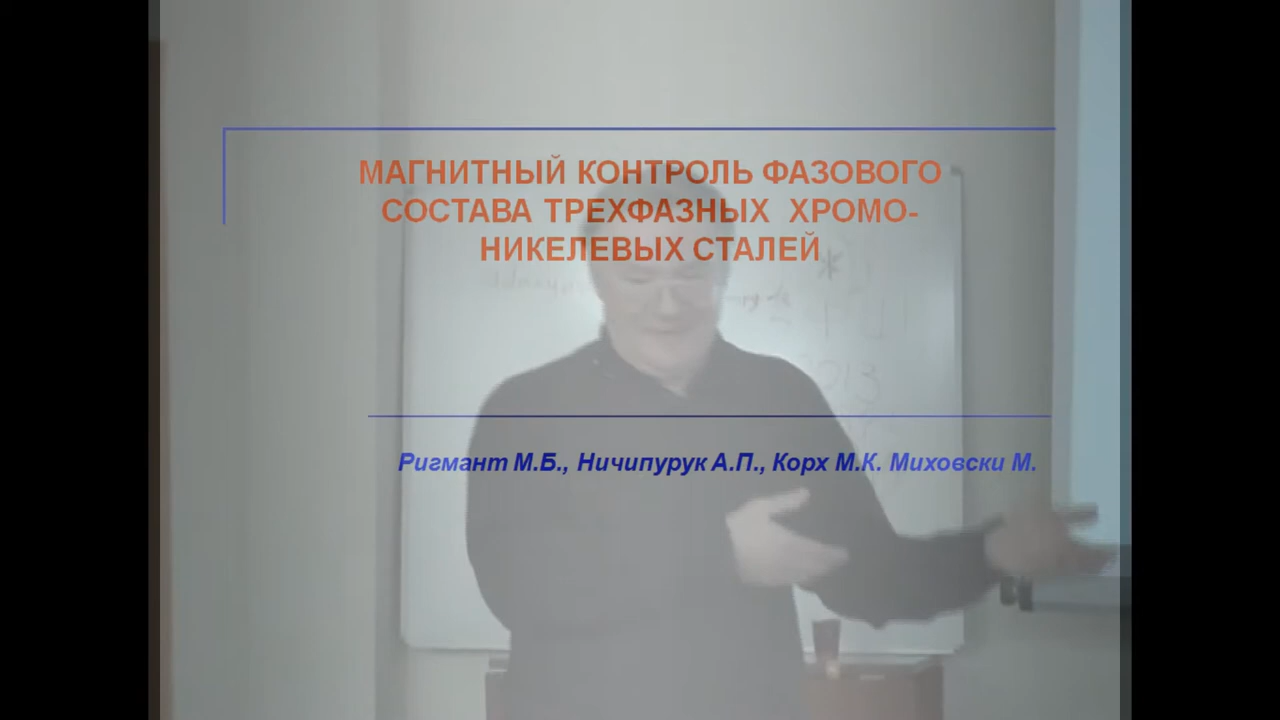 МАГНИТНЫЙ КОНТРОЛЬ ФАЗОВОГО
СОСТАВА ТРЕХФАЗНЫХ ХРОМО-
НИКЕЛЕВЫХ СТАЛЕЙ
Ригмант М.Б., Ничипурук А.П., Корх М.К. Миховски М.